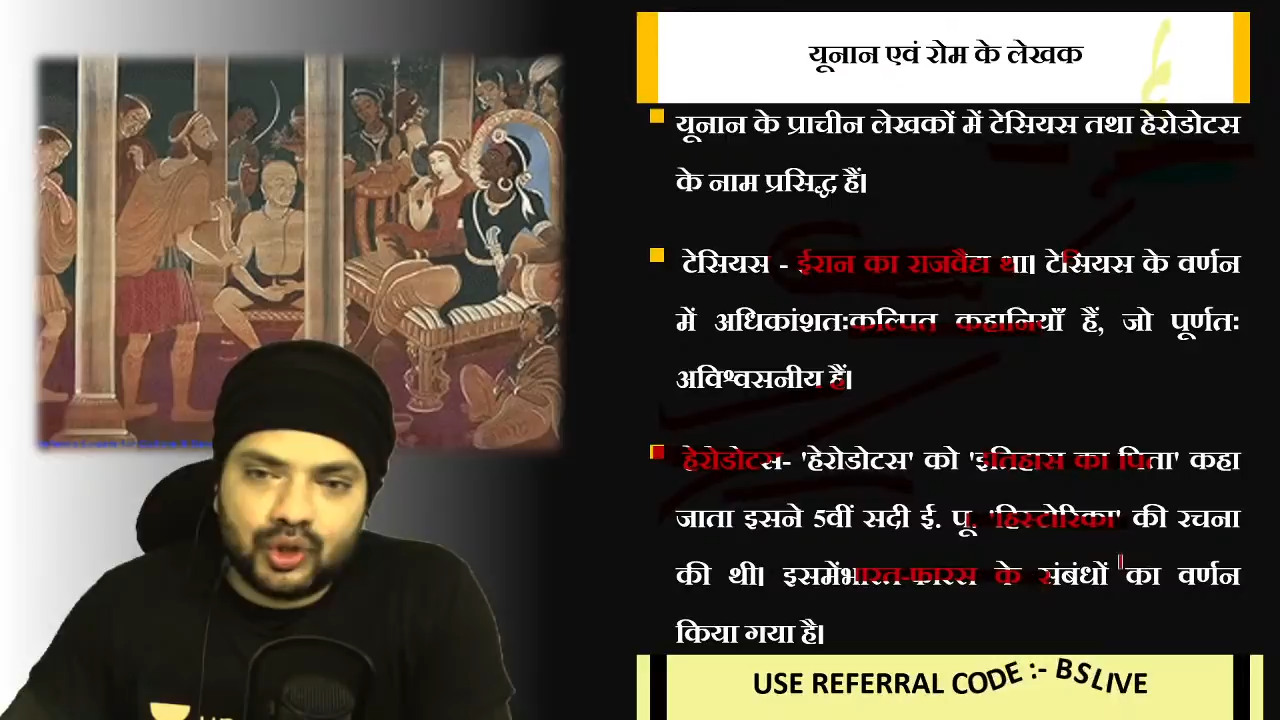 यूनान एवं रोम के लेखक
यूनान के प्राचीन लेखकों में टेसियस तथा हेरोडोटस
के नाम प्रसिद्ध हैं।
टेसियस - ईरान का राजवैद्य था। टेसियस के वर्णन
में अधिकांशतःकल्पित कहानियाँ हैं, जो पूर्णतः
अविश्वसनीय हैं।
हेरोडोटस- 'हेरोडोटस' को 'इतिहास का पिता' कहा
जाता इसने 5वीं सदी ई. पू. 'हिस्टोरिका' की रचना
की थी। इसमेंभारत-फारस के संबंधों का वर्णन
किया गया है।
USE REFERRAL CODE :- BSLIVE